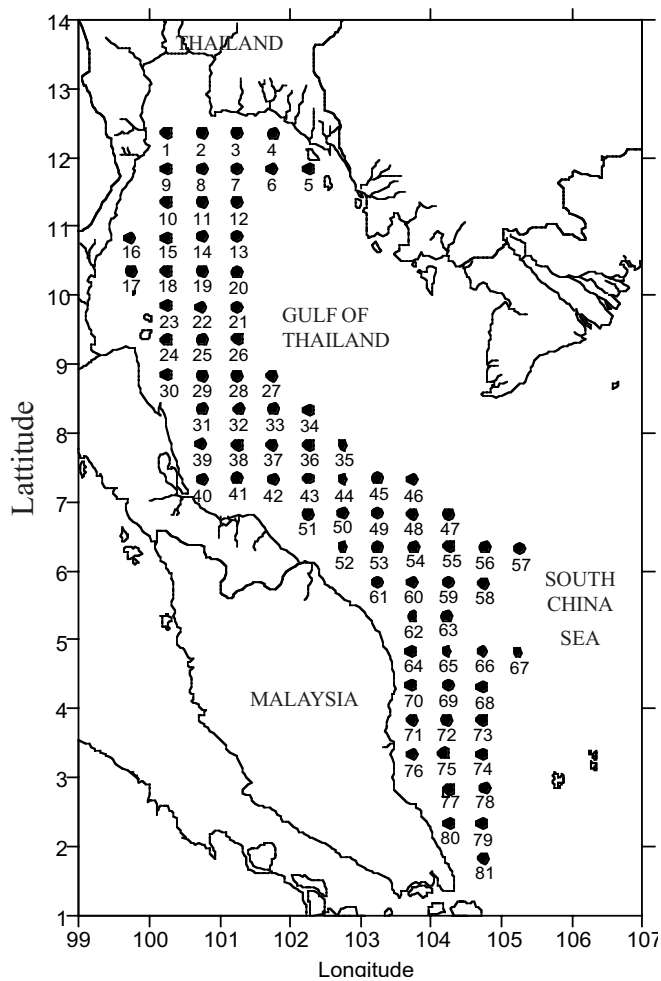 14
THAILAND
13
12
1 2 3 4
9 8 7 6 5
11
10 11 12
16 15 14 13
10
17 18 19 20
GULF OF
THAILAND
23 22 21
24 25 26
9
30 29 28 27
31 32 33 34
8
39 38 37 36 35
40 41 42 43 44 45 46
7
51 50 49 48 47
52 53 54 55 56 57
6
61 60 59 58
SOUTH
CHINA
SEA
62 63
5
64 65 66 67
MALAYSIA
70 69 68
4
71 72 73
76 75 74
3
77 78
80 79
2
81
1
99 100 101 102 103 104 105 106 107
Longitude
Lattitude